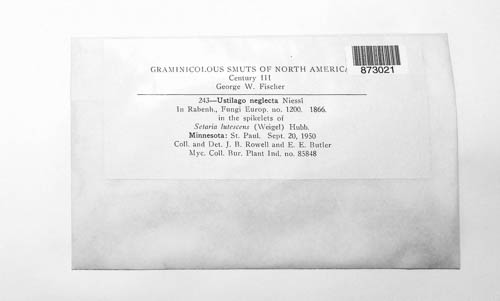 GRAMINICOLOUS SMUTS OF NORTH AMERICA
Century III
George W. Fischer
873021
243—Ustilago neglecta Niessl
In Rabenh., Fungi Europ. no. 1200. 1866.
in the spikelets of
Setaria lutescens (Weigel) Hubb.
Minnesota: St. Paul. Sept. 20, 1950
Coll. and Det. J. B. Rowell and E. E. Butler
Myc. Coll. Bur. Plant Ind. no. 85848